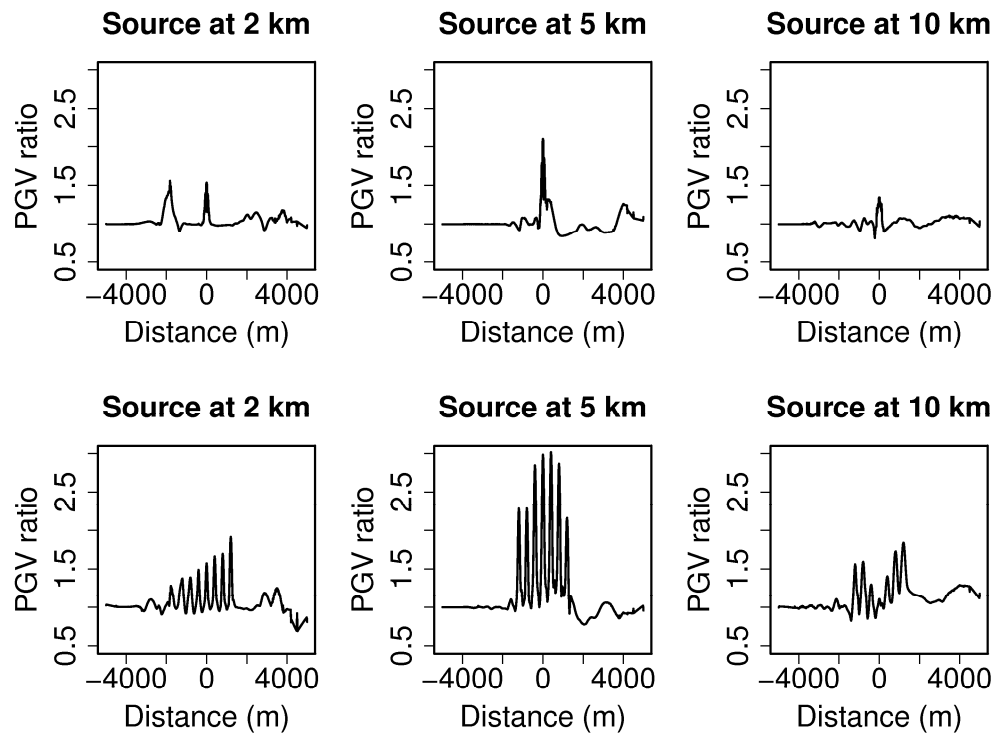 Source at 2 km
Source at 5 km
Source at 10 km
PGV ratio
0.5 1.5 2.5
−4000 0 4000
Distance (m)
PGV ratio
0.5 1.5 2.5
−4000 0 4000
Distance (m)
PGV ratio
0.5 1.5 2.5
−4000 0 4000
Distance (m)
Source at 2 km
Source at 5 km
Source at 10 km
PGV ratio
0.5 1.5 2.5
−4000 0 4000
Distance (m)
PGV ratio
0.5 1.5 2.5
−4000 0 4000
Distance (m)
PGV ratio
0.5 1.5 2.5
−4000 0 4000
Distance (m)